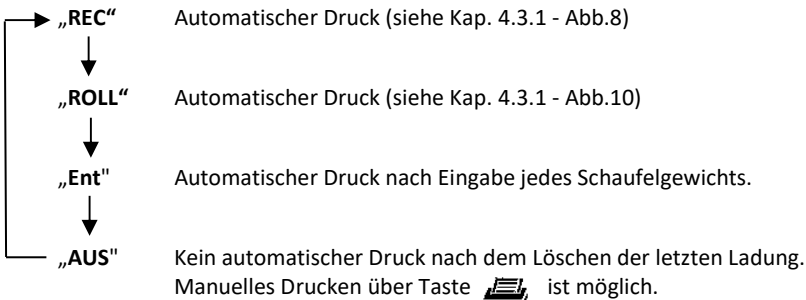 „REC“ Automatischer Druck (siehe Kap. 4.3.1 - Abb.8)
„ROLL“ Automatischer Druck (siehe Kap. 4.3.1 - Abb.10)
„Ent" Automatischer Druck nach Eingabe jedes Schaufelgewichts.
„AUS" Kein automatischer Druck nach dem Löschen der letzten Ladung.
Manuelles Drucken über Taste ist möglich.